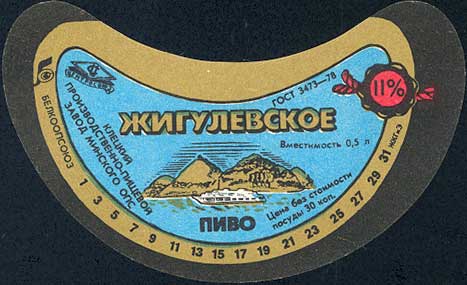 ЦЕНТРОСОЮЗ
БЕЛКООПСОЮЗ
КЛЕЦКИЙ
ПРОИЗВОДСТВЕННО-ПИЩЕВОЙ
ЗАВОД МИНСКОГО ОПС
ГОСТ 3473—78
11%
ЖИГУЛЕВСКОЕ
Вместимость 0,5 л
ПИВО
Цена без стоимости
посуды 30 коп.
1 3 5 7 9 11 13 15 17 19 21 23 25 27 29 31